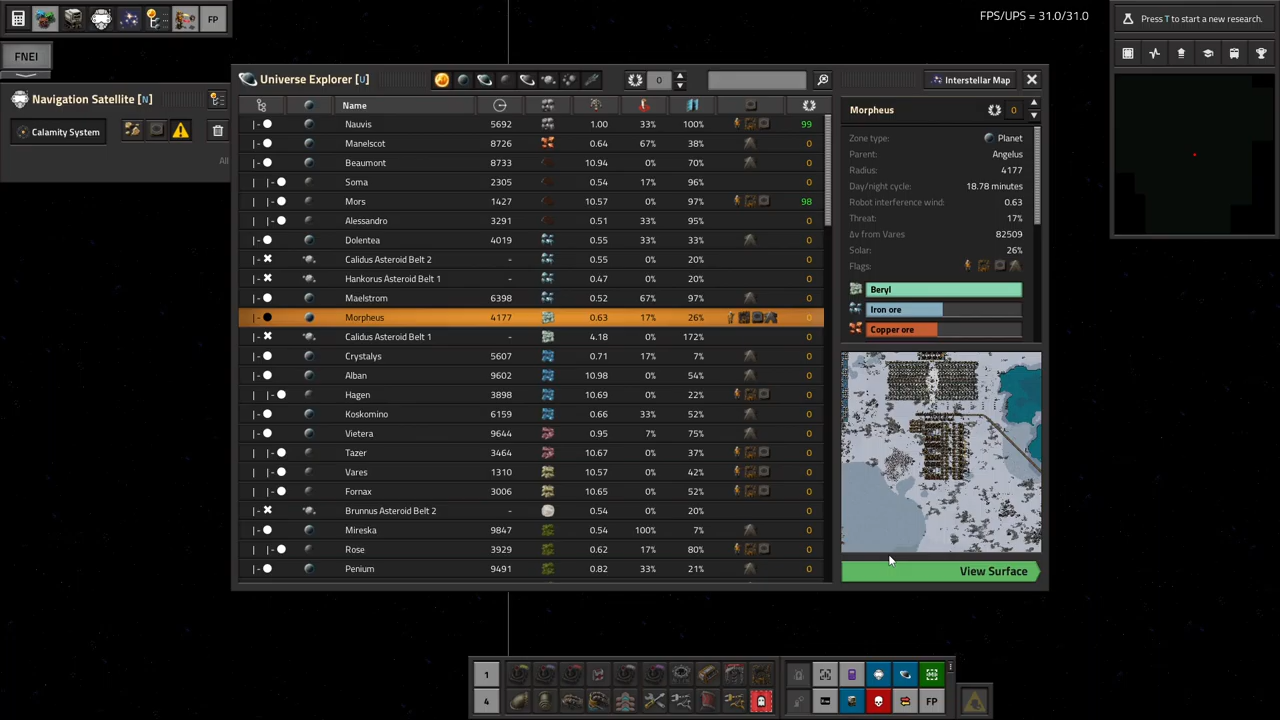 FP
FPS/UPS = 31.0/31.0
Press T to start a new research.
FNEI
Navigation Satellite [N]
Calamity System
All
Universe Explorer [U]
0
Interstellar Map
Name
Nauvis 5692 1.00 33% 100% 99
Manelscot 8726 0.64 67% 38% 0
Beaumont 8733 10.94 0% 70% 0
|- Soma 2305 0.54 17% 96% 0
Mors 1427 10.57 0% 97% 98
Alessandro 3291 0.51 33% 95% 0
Dolentea 4019 0.55 33% 33% 0
Calidus Asteroid Belt 2 - 0.55 0% 20% 0
Hankorus Asteroid Belt 1 - 0.47 0% 20% 0
Maelstrom 6398 0.52 67% 97% 0
Morpheus 4177 0.63 17% 26% 0
Calidus Asteroid Belt 1 - 4.18 0% 172% 0
Crystalys 5607 0.71 17% 7% 0
Alban 9602 10.98 0% 54% 0
Hagen 3898 10.69 0% 22% 0
Koskomino 6159 0.66 33% 52% 0
Vietera 9644 0.95 7% 75% 0
Tazer 3464 10.67 0% 37% 0
Vares 1310 10.57 0% 42% 0
Fornax 3006 10.65 0% 52% 0
Brunnus Asteroid Belt 2 - 0.54 0% 20% 0
Mireska 9847 0.54 100% 7% 0
Rose 3929 0.62 17% 80% 0
Penium 9491 0.82 33% 21% 0
Morpheus 0
Zone type: Planet
Parent: Angelus
Radius: 4177
Day/night cycle: 18.78 minutes
Robot interference wind: 0.63
Threat: 17%
Δv from Vares 82509
Solar: 26%
Flags:
Beryl
Iron ore
Copper ore
View Surface
1
4
FP